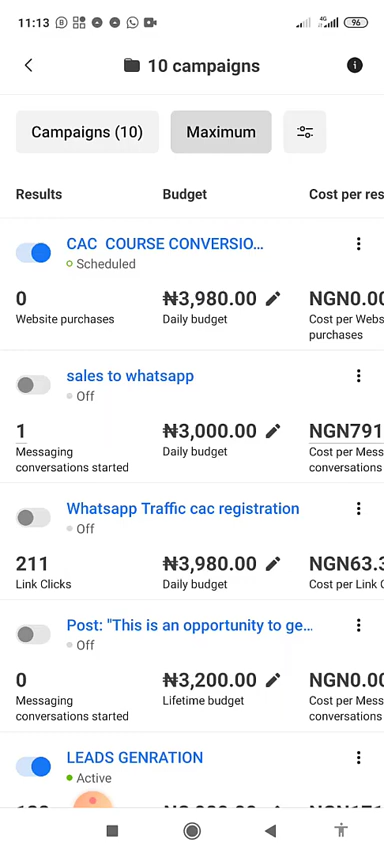 11:13
4G
96
10 campaigns
Campaigns (10)
Maximum
Results Budget Cost per res
CAC COURSE CONVERSIO...
Scheduled
0 ₦3,980.00 NGN0.00
Website purchases Daily budget Cost per Webs
purchases
sales to whatsapp
Off
1 ₦3,000.00 NGN791
Messaging Daily budget Cost per Mess
conversations started conversations
Whatsapp Traffic cac registration
Off
211 ₦3,980.00 NGN63.3
Link Clicks Daily budget Cost per Link C
Post: "This is an opportunity to ge...
Off
0 ₦3,200.00 NGN0.00
Messaging Lifetime budget Cost per Mess
conversations started conversations
LEADS GENRATION
Active